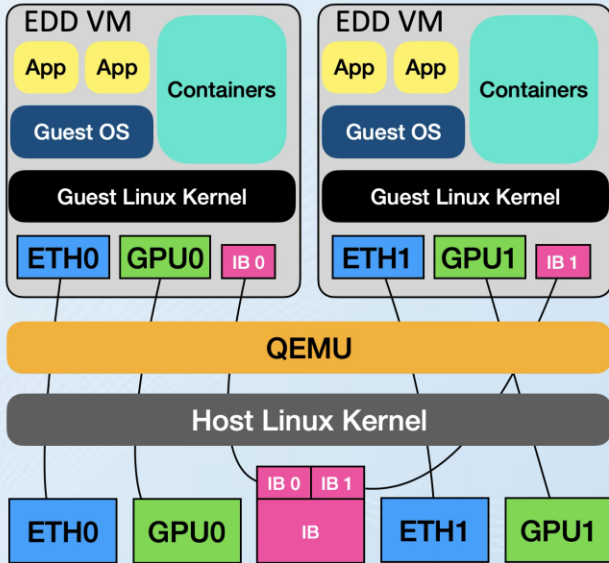 EDD VM
App App
Containers
Guest OS
Guest Linux Kernel
ETH0 GPU0 IB 0
EDD VM
App App
Containers
Guest OS
Guest Linux Kernel
ETH1 GPU1 IB 1
QEMU
Host Linux Kernel
IB 0 IB 1
ETH0 GPU0 IB ETH1 GPU1